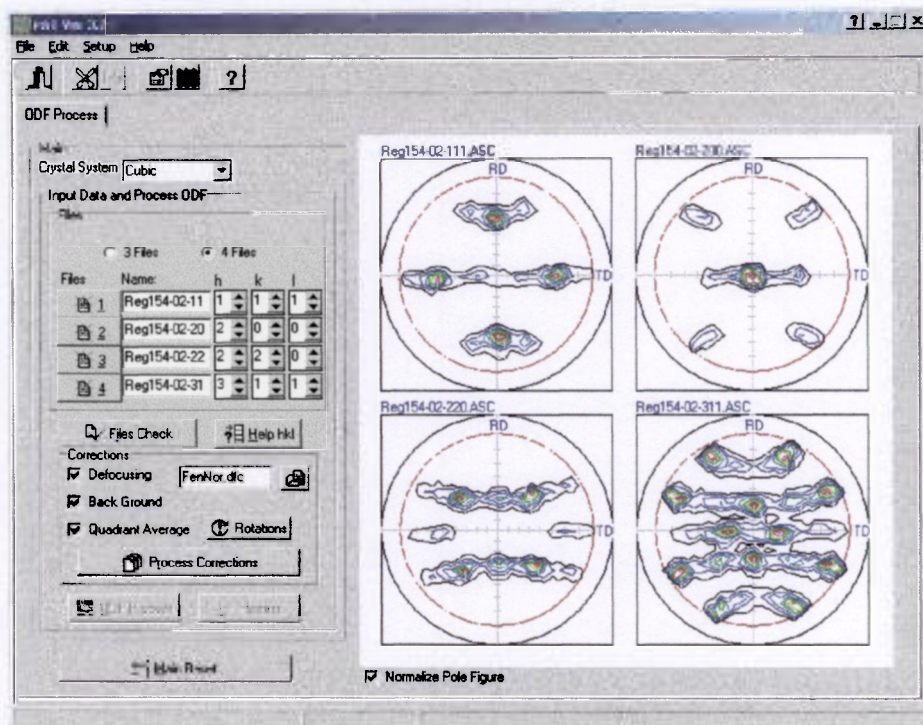 File Edit Setup Help
?
ODF Process
Main
Crystal System Cubic
Input Data and Process ODF
Files
3 Files 4 Files
Files Name: h k l
1 Reg154-02-11 1 1 1
2 Reg154-02-20 2 0 0
3 Reg154-02-22 2 2 0
4 Reg154-02-31 3 1 1
Files Check Help hkl
Corrections
Defocusing FenNor.dfc
Back Ground
Quadrant Average Rotations
Process Corrections
Main Reset
Reg154-02-111.ASC
RD
TD
Reg154-02-200.ASC
RD
TD
Reg154-02-220.ASC
RD
TD
Reg154-02-311.ASC
RD
TD
Normalize Pole Figure